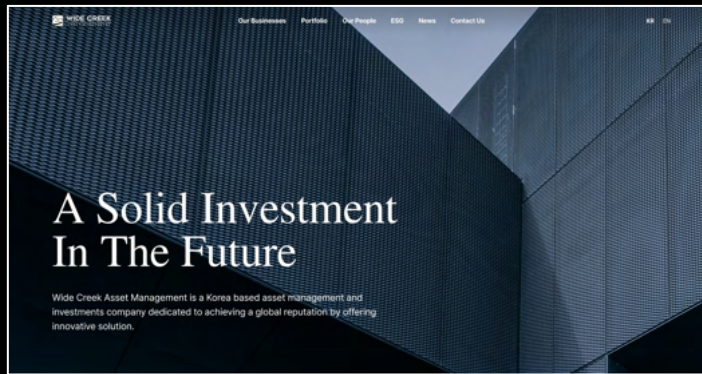 WIDE CREEK
Our Businesses
Portfolio
Our People
ESG
News
Contact Us
KR
EN
A Solid Investment
In The Future
Wide Creek Asset Management is a Korea based asset management and
investments company dedicated to achieving a global reputation by offering
innovative solution.